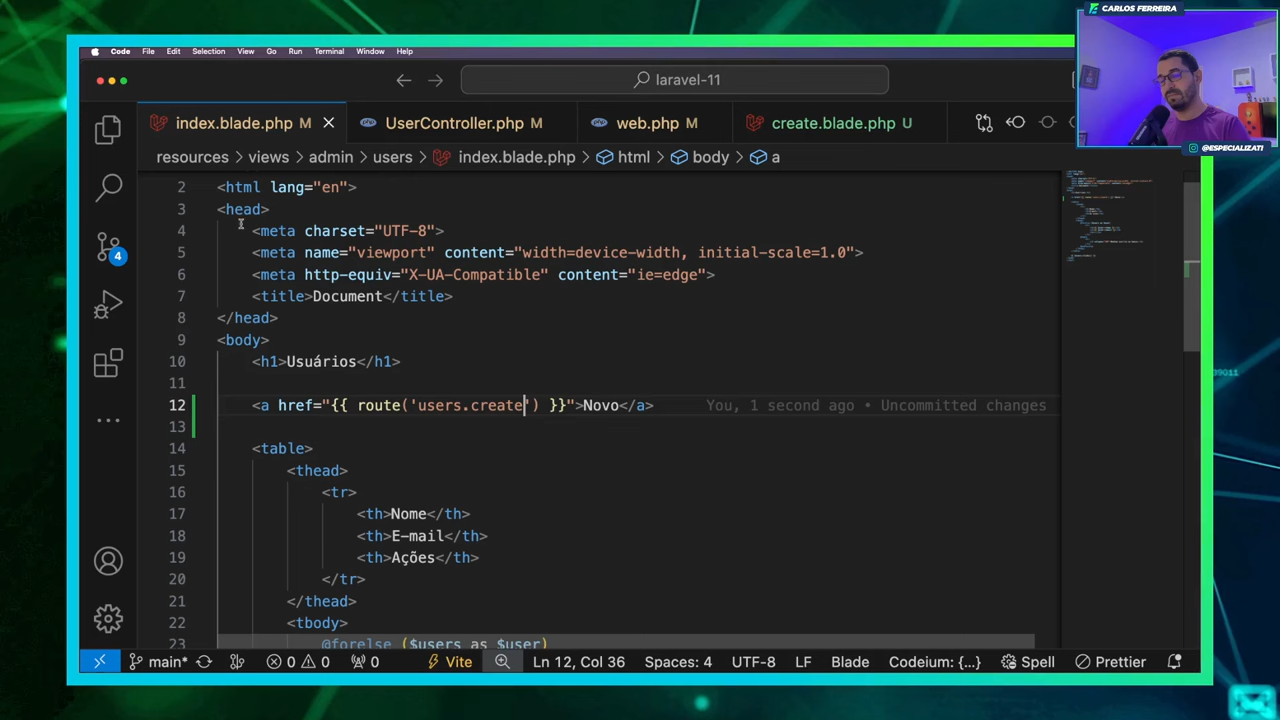 CARLOS FERREIRA
Code File Edit Selection View Go Run Terminal Window Help
laravel-11
index.blade.php M
UserController.php M
web.php M
create.blade.php U
@ESPECIALIZATI
resources > views > admin > users > index.blade.php > html > body > a
2 <html lang="en">
3 <head>
4 <meta charset="UTF-8">
5 <meta name="viewport" content="width=device-width, initial-scale=1.0">
6 <meta http-equiv="X-UA-Compatible" content="ie=edge">
7 <title>Document</title>
8 </head>
9 <body>
10 <h1>Usuários</h1>
11
12 <a href="{{ route('users.create') }}">Novo</a> You, 1 second ago • Uncommitted changes
13
14 <table>
15 <thead>
16 <tr>
17 <th>Nome</th>
18 <th>E-mail</th>
19 <th>Ações</th>
20 </tr>
21 </thead>
22 <tbody>
23 @forelse ($users as $user)
4
main* 0 0 0 Vite Ln 12, Col 36 Spaces: 4 UTF-8 LF Blade Codeium: {...} Spell Prettier